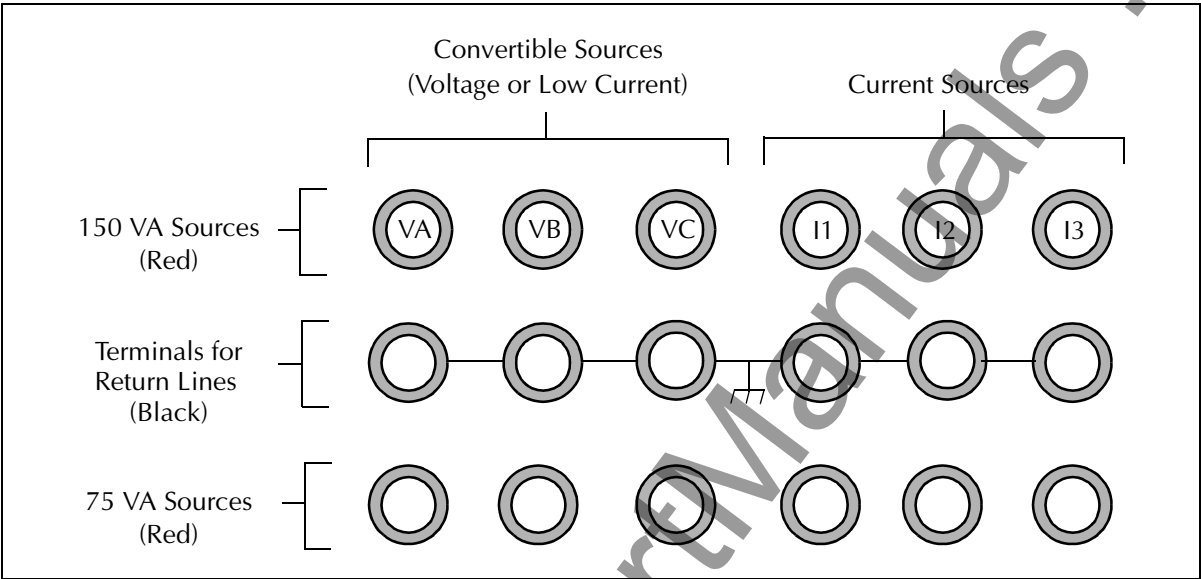 Convertible Sources
(Voltage or Low Current)
Current Sources
150 VA Sources
(Red)
VA
VB
VC
I1
I2
I3
Terminals for
Return Lines
(Black)
75 VA Sources
(Red)
rtManuals